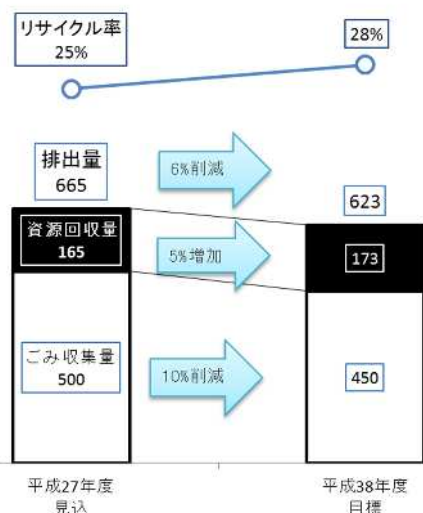 リサイクル率
25%
28%
排出量
665
6%削減
623
資源回収量
165
5%増加
173
ごみ収集量
500
10%削減
450
平成27年度
見込
平成38年度
目標